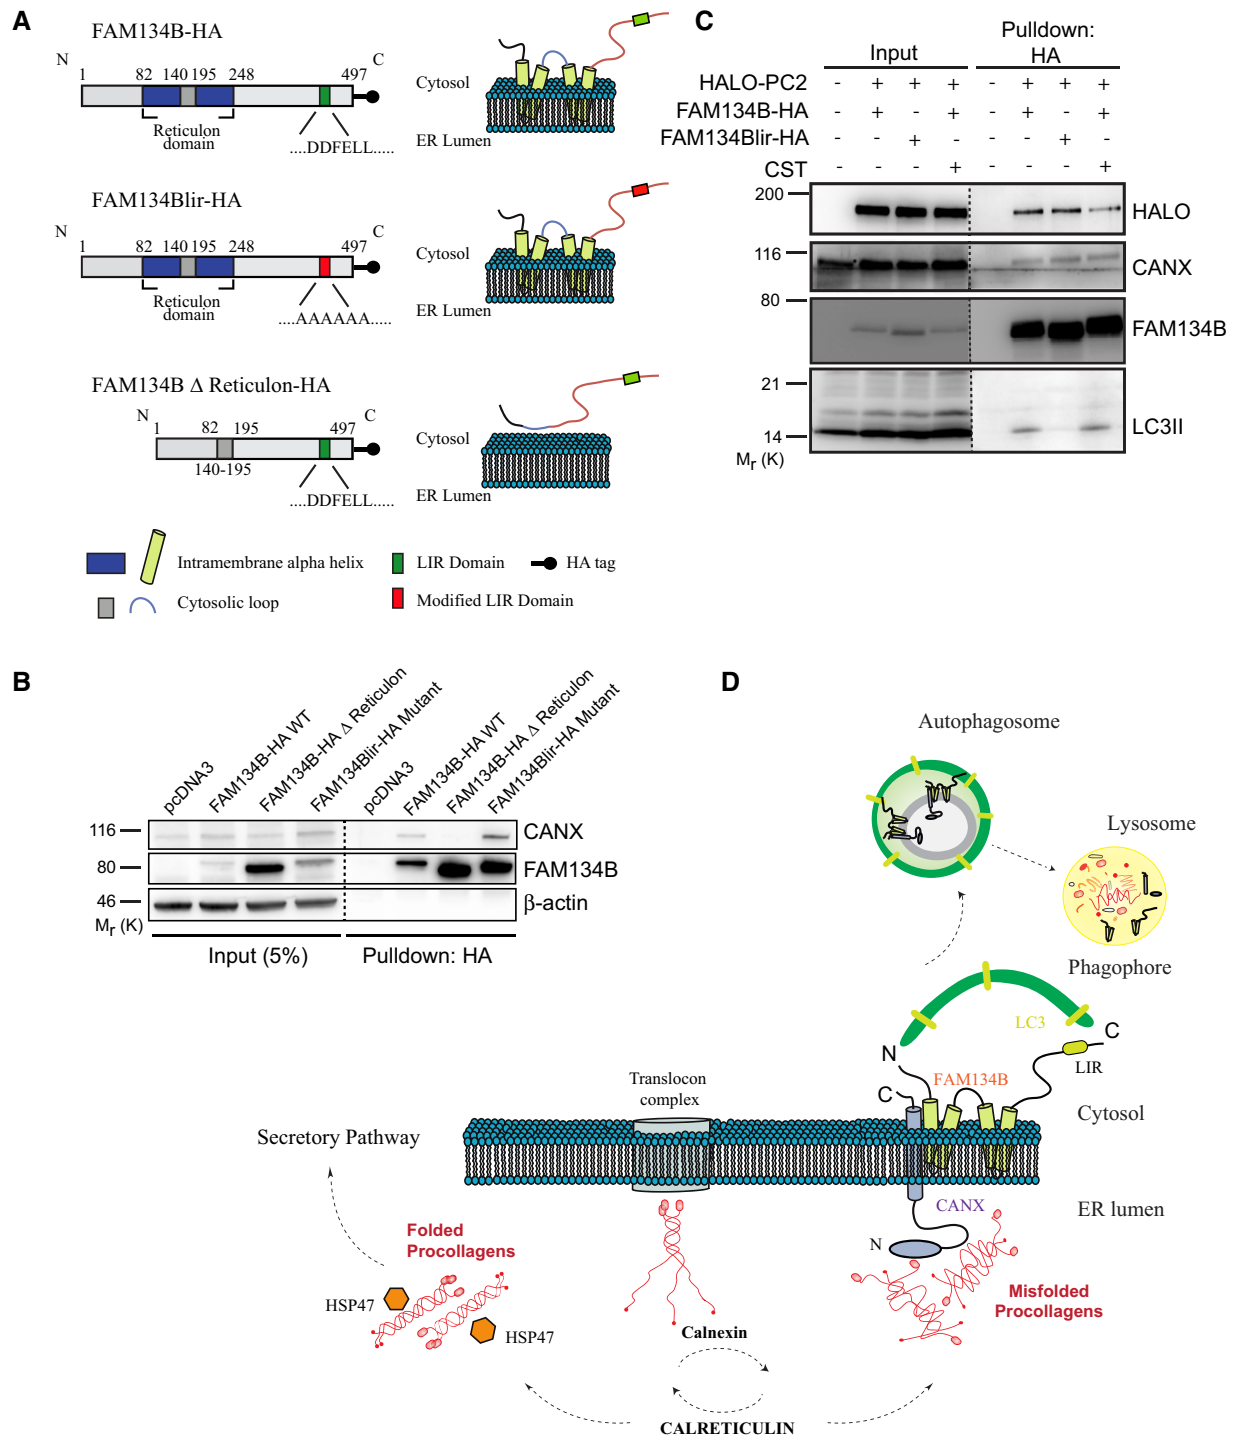 A
FAM134B-HA
N
C
1 82 140 195 248 497
Reticulon
domain
....DDFELL.....
Cytosol
ER Lumen
FAM134Blir-HA
N
C
1 82 140 195 248 497
Reticulon
domain
....AAAAAA.....
Cytosol
ER Lumen
FAM134B Δ Reticulon-HA
N
C
1 82 195 497
140-195
....DDFELL.....
Cytosol
ER Lumen
Intramembrane alpha helix
LIR Domain
HA tag
Cytosolic loop
Modified LIR Domain
C
Input
Pulldown:
HA
HALO-PC2 - + + + - + + +
FAM134B-HA - + - + - + - +
FAM134Blir-HA - - + - - - + -
CST - - - + - - - +
200
HALO
116
CANX
80
FAM134B
21
14
LC3II
Mr (K)
B
pcDNA3
FAM134B-HA WT
FAM134B-HA Δ Reticulon
FAM134Blir-HA Mutant
pcDNA3
FAM134B-HA WT
FAM134B-HA Δ Reticulon
FAM134Blir-HA Mutant
116
CANX
80
FAM134B
46
β-actin
Mr (K)
Input (5%)
Pulldown: HA
D
Autophagosome
Lysosome
Phagophore
LC3
N
C
LIR
FAM134B
C
Cytosol
Translocon
complex
Secretory Pathway
CANX
ER lumen
N
Folded
Procollagens
HSP47
HSP47
Misfolded
Procollagens
Calnexin
CALRETICULIN